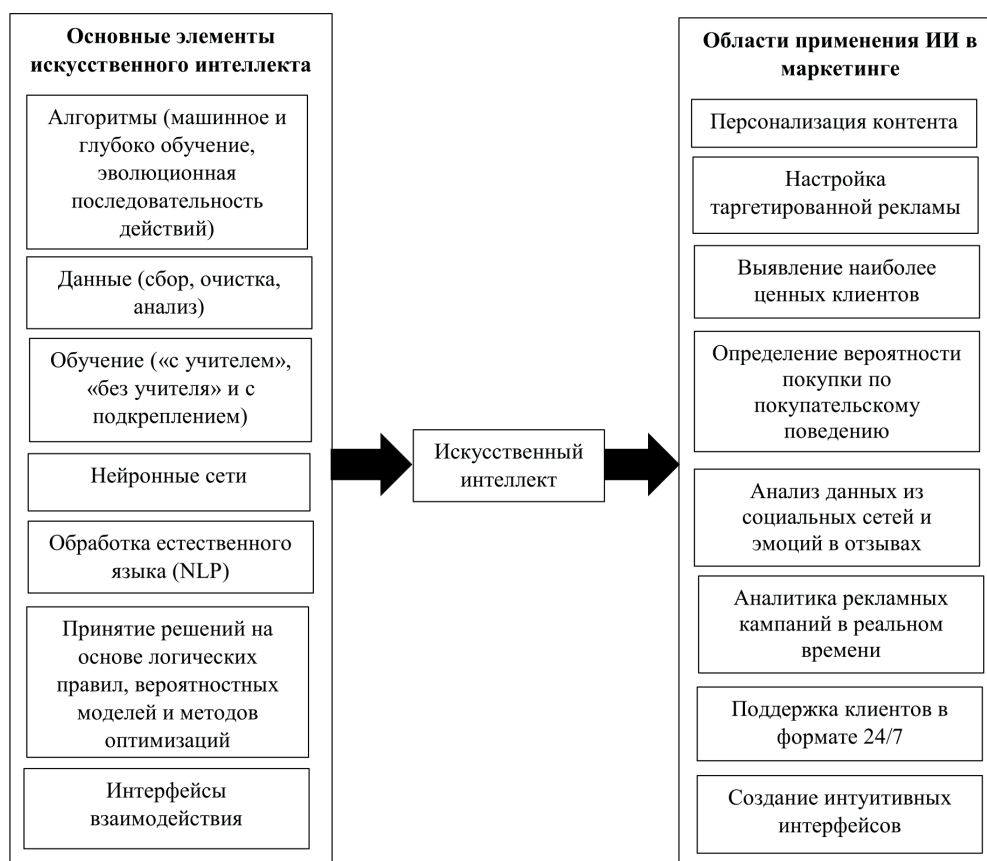 Основные элементы
искусственного интеллекта
Алгоритмы (машинное и
глубоко обучение,
эволюционная
последовательность
действий)
Данные (сбор, очистка,
анализ)
Обучение («с учителем»,
«без учителя» и с
подкреплением)
Нейронные сети
Обработка естественного
языка (NLP)
Принятие решений на
основе логических
правил, вероятностных
моделей и методов
оптимизаций
Интерфейсы
взаимодействия
Искусственный
интеллект
Области применения ИИ в
маркетинге
Персонализация контента
Настройка
таргетированной рекламы
Выявление наиболее
ценных клиентов
Определение вероятности
покупки по
покупательскому
поведению
Анализ данных из
социальных сетей и
эмоций в отзывах
Аналитика рекламных
кампаний в реальном
времени
Поддержка клиентов в
формате 24/7
Создание интуитивных
интерфейсов